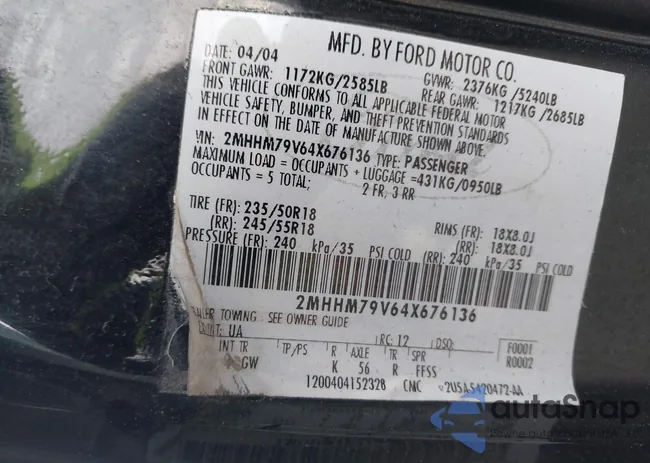 MFD. BY FORD MOTOR CO.
DATE: 04/04
GVWR: 2376KG /5240LB
FRONT GAWR: 1172KG/2585LB
REAR GAWR: 1217KG/2685LB
THIS VEHICLE CONFORMS TO ALL APPLICABLE FEDERAL MOTOR
VEHICLE SAFETY, BUMPER, AND THEFT PREVENTION STANDARDS
IN EFFECT ON THE DATE OF MANUFACTURE SHOWN ABOVE.
VIN: 2MHHM79V64X676136 TYPE: PASSENGER
MAXIMUM LOAD = OCCUPANTS + LUGGAGE =431KG/0950LB
OCCUPANTS = 5 TOTAL; 2 FR, 3 RR
TIRE (FR): 235/50R18 RIMS (FR): 18X8.0J
(RR): 245/55R18 (RR): 18X8.0J
PRESSURE (FR): 240 kPa/35 PSI COLD (RR): 240 kPa/35 PSI COLD
2MHHM79V64X676136
TOWING - SEE OWNER GUIDE
UA
RC: 12 DSO: F0001
INT TR TP/PS R AXLE TR SPR R0002
GW K 56 R FFSS
1200404152328 CMC
autoSnap